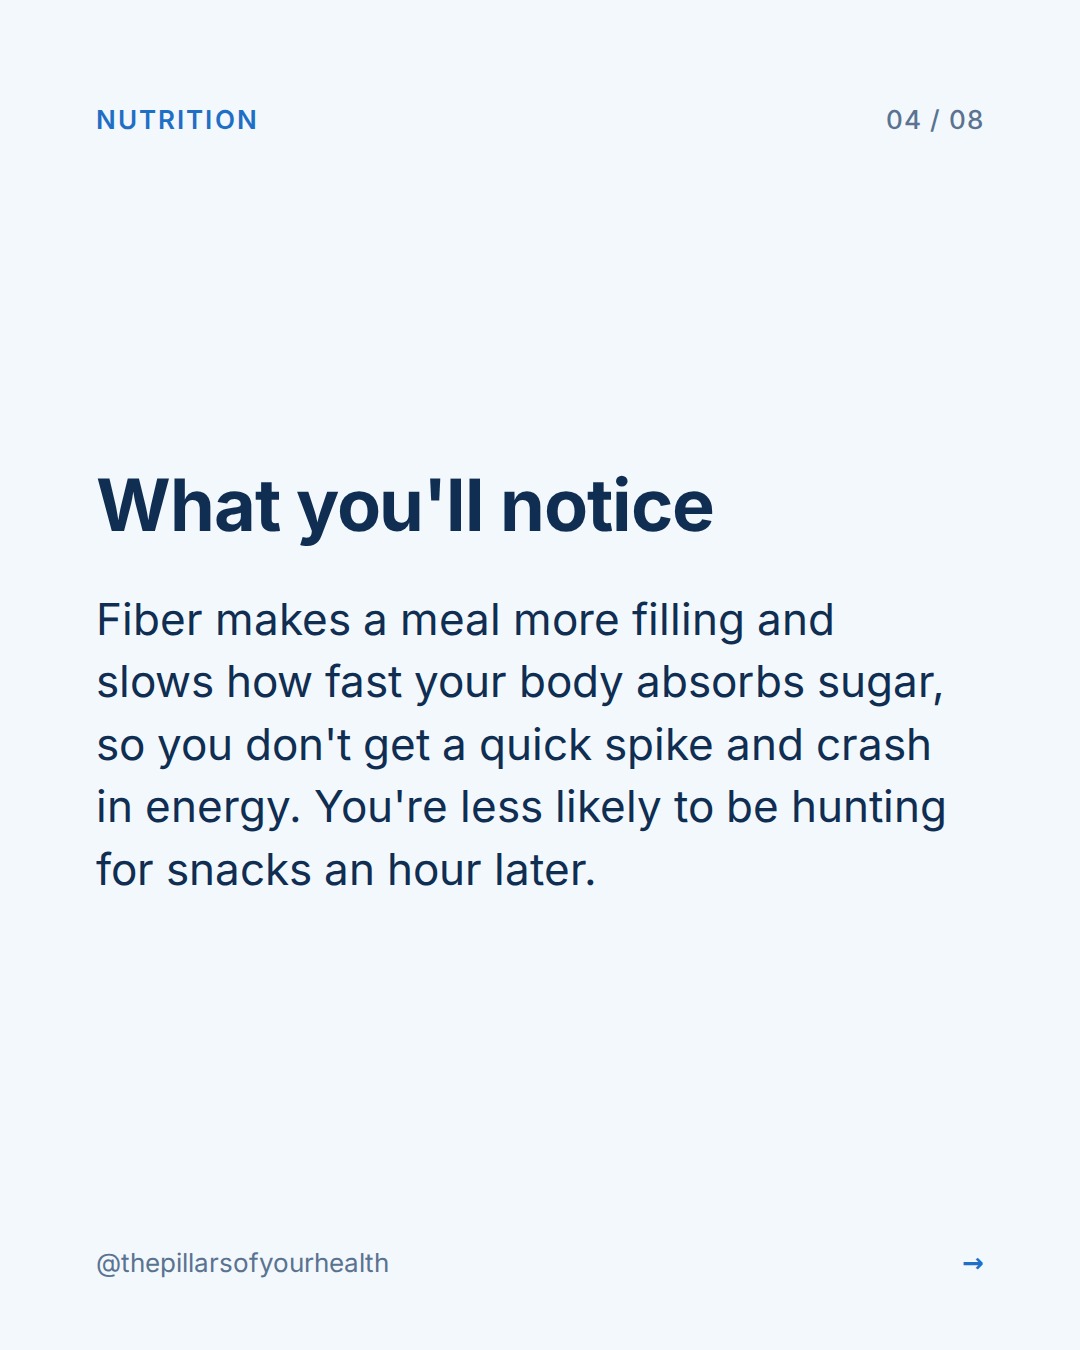 NUTRITION
04 / 08
What you'll notice
Fiber makes a meal more filling and
slows how fast your body absorbs sugar,
so you don't get a quick spike and crash
in energy. You're less likely to be hunting
for snacks an hour later.
@thepillarsofyourhealth
→